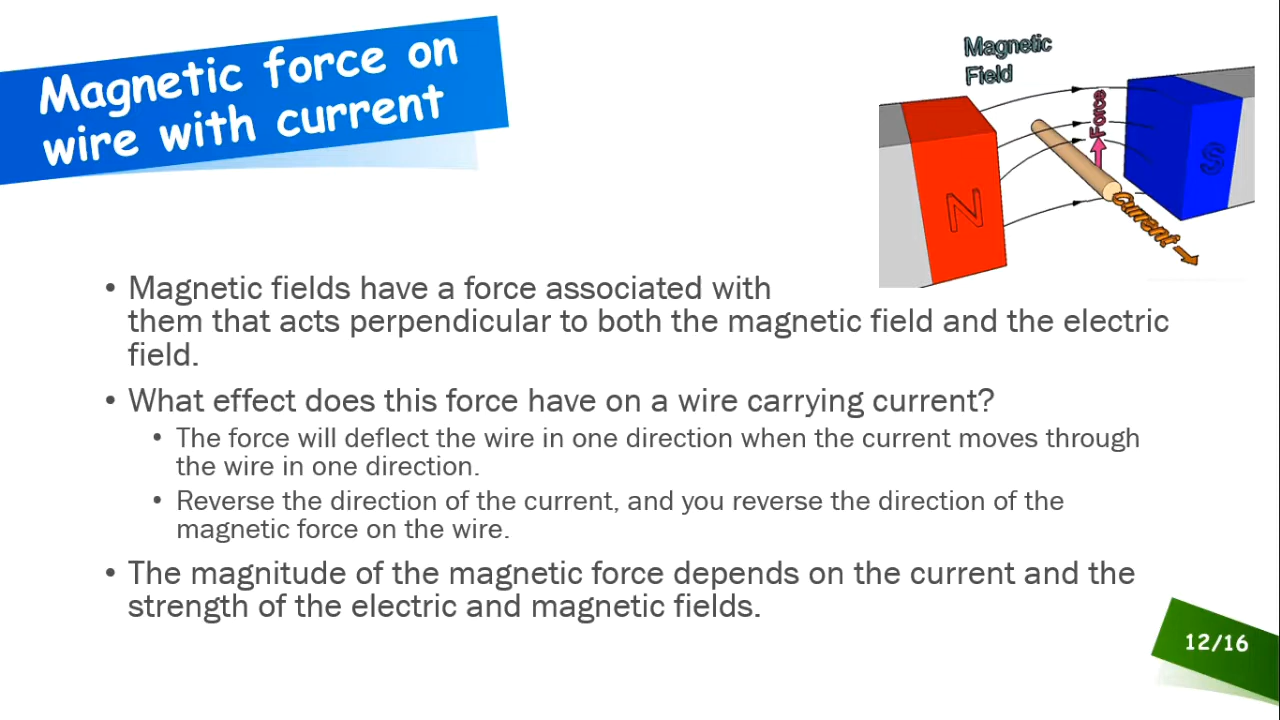 Magnetic force on
wire with current
Magnetic
Field
Force
N
S
Current
• Magnetic fields have a force associated with
them that acts perpendicular to both the magnetic field and the electric
field.
• What effect does this force have on a wire carrying current?
• The force will deflect the wire in one direction when the current moves through
the wire in one direction.
• Reverse the direction of the current, and you reverse the direction of the
magnetic force on the wire.
• The magnitude of the magnetic force depends on the current and the
strength of the electric and magnetic fields.
12/16